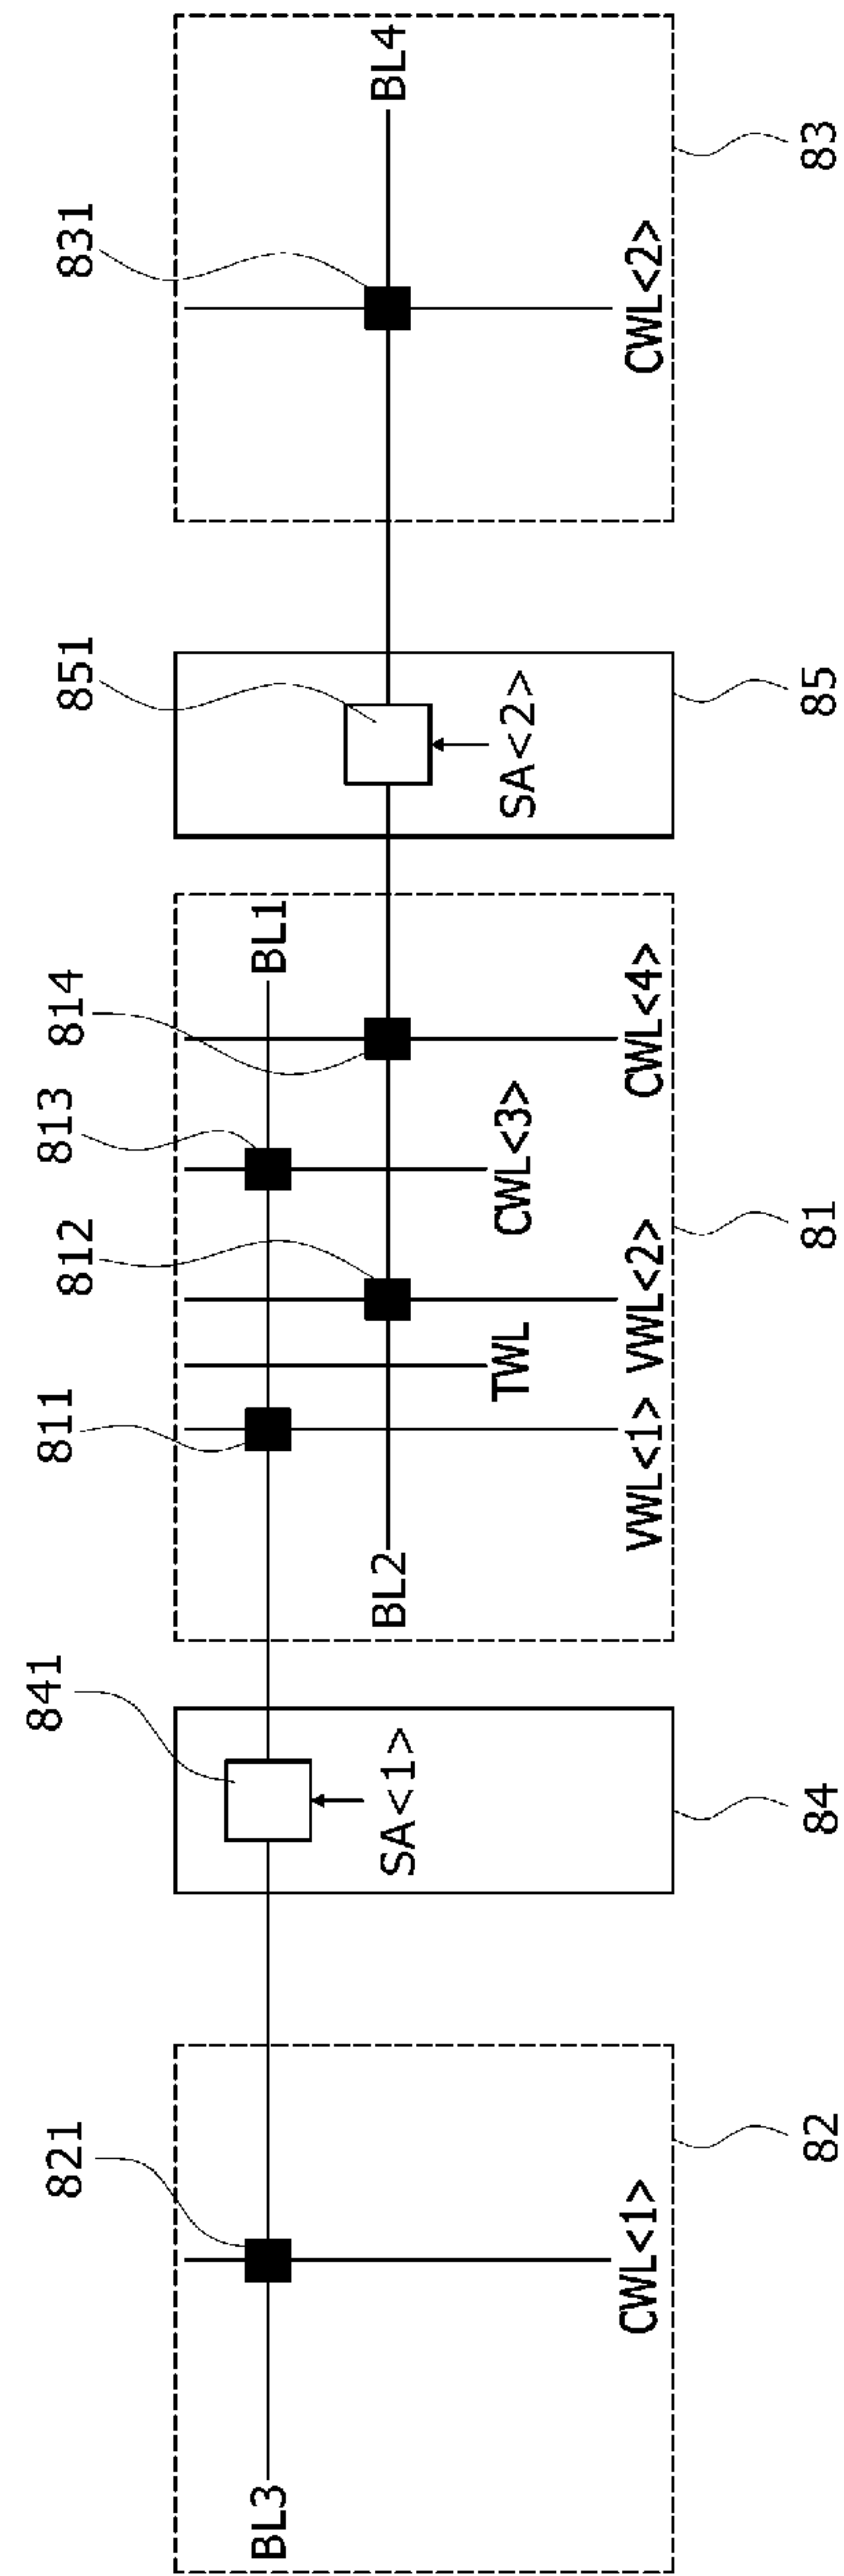 821
841
811
812
813
814
851
831
BL3
BL1
BL2
BL4
SA<1>
TWL
CWL<3>
SA<2>
CWL<1>
VWL<1>
VWL<2>
CWL<4>
CWL<2>
82
84
81
85
83